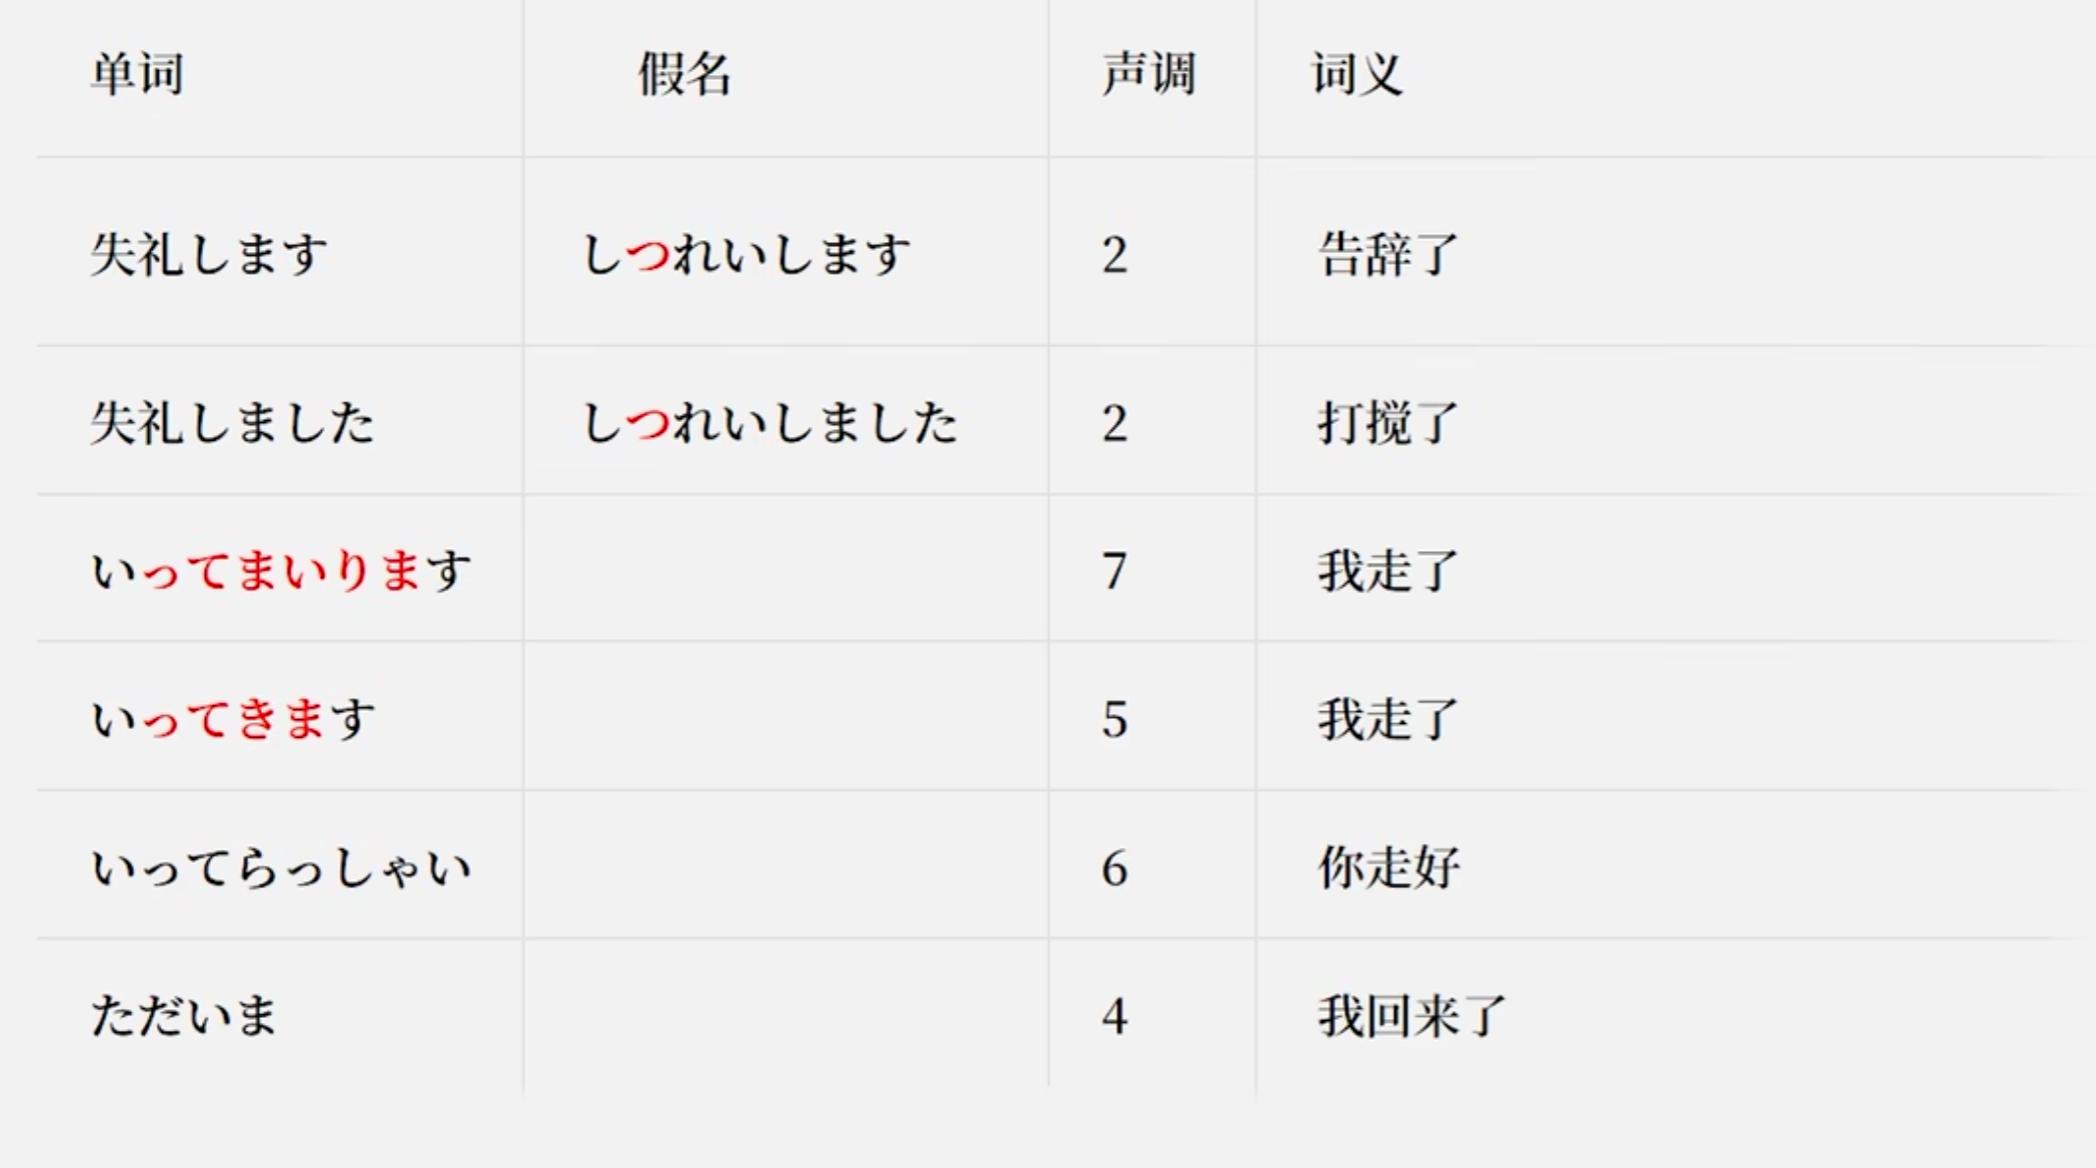 单词 假名 声调 词义
失礼します しつれいします 2 告辞了
失礼しました しつれいしました 2 打搅了
いってまいります 7 我走了
いってきます 5 我走了
いってらっしゃい 6 你走好
ただいま 4 我回来了